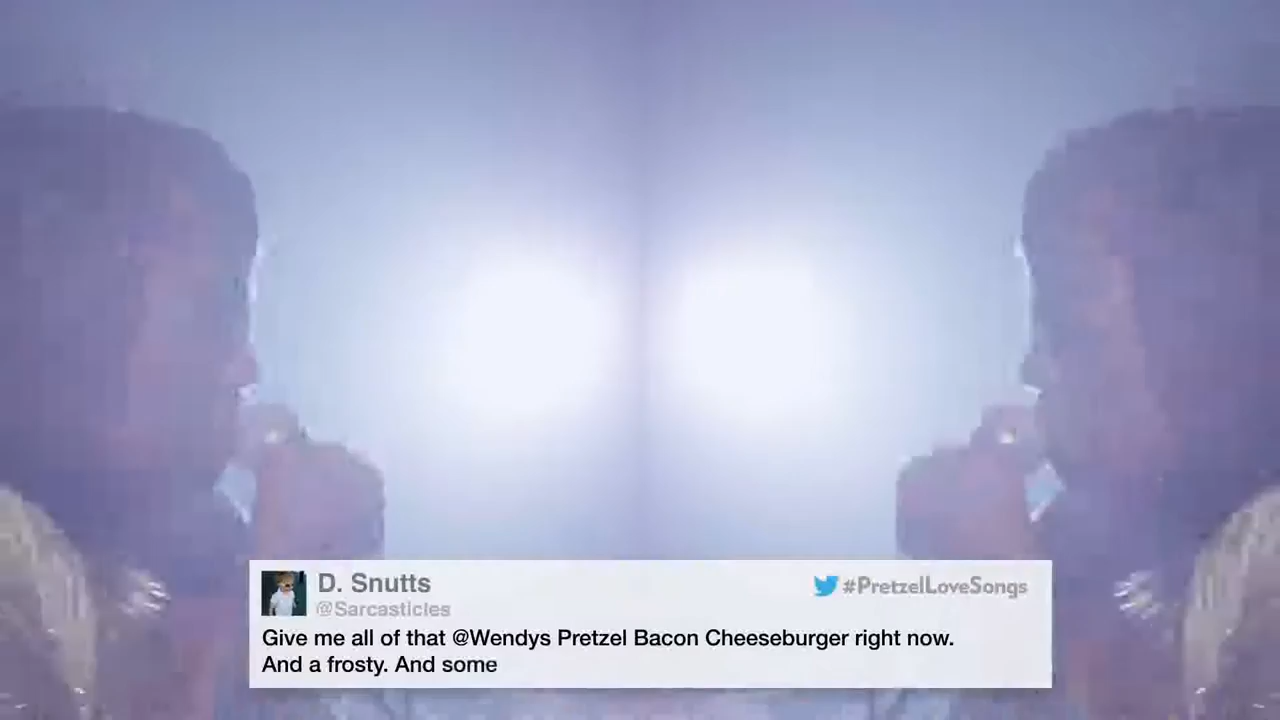 D. Snutts
#PretzelLoveSongs
@Sarcasticles
Give me all of that @Wendys Pretzel Bacon Cheeseburger right now.
And a frosty. And some